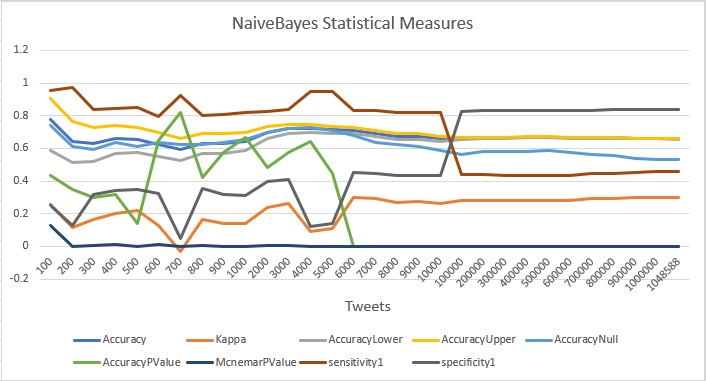 NaiveBayes Statistical Measures
1.2
1
0.8
0.6
0.4
0.2
0
-0.2
100 200 300 400 500 600 700 800 900 1000 2000 3000 4000 5000 6000 7000 8000 9000 10000 100000 200000 300000 400000 500000 600000 700000 800000 900000 1000000 1048588
Tweets
Accuracy Kappa AccuracyLower AccuracyUpper AccuracyNull
AccuracyPValue McnemarPValue sensitivity1 specificity1